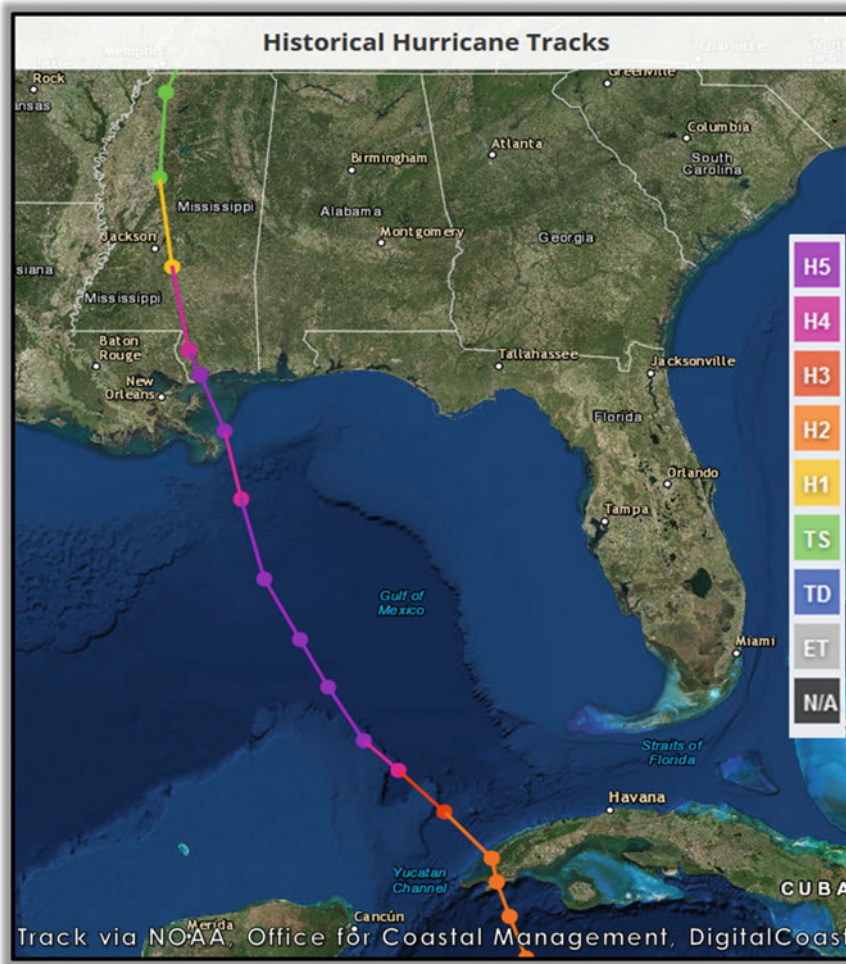 Historical Hurricane Tracks
Memphis
Charlotte
Little
Rock
Greenville
ansas
Columbia
Atlanta
Birmingham
South
Carolina
Mississippi
Alabama
Montgomery
Georgia
Jackson
siana
Mississippi
H5
H4
H3
H2
H1
TS
TD
ET
N/A
Baton
Rouge
Tallahassee
Jacksonville
New
Orleans
Florida
Orlando
Tampa
Gulf of
Mexico
Miami
Straits of
Florida
Havana
Yucatan
Channel
CUBA
Merida
Cancún
Track via NOAA, Office for Coastal Management, DigitalCoast